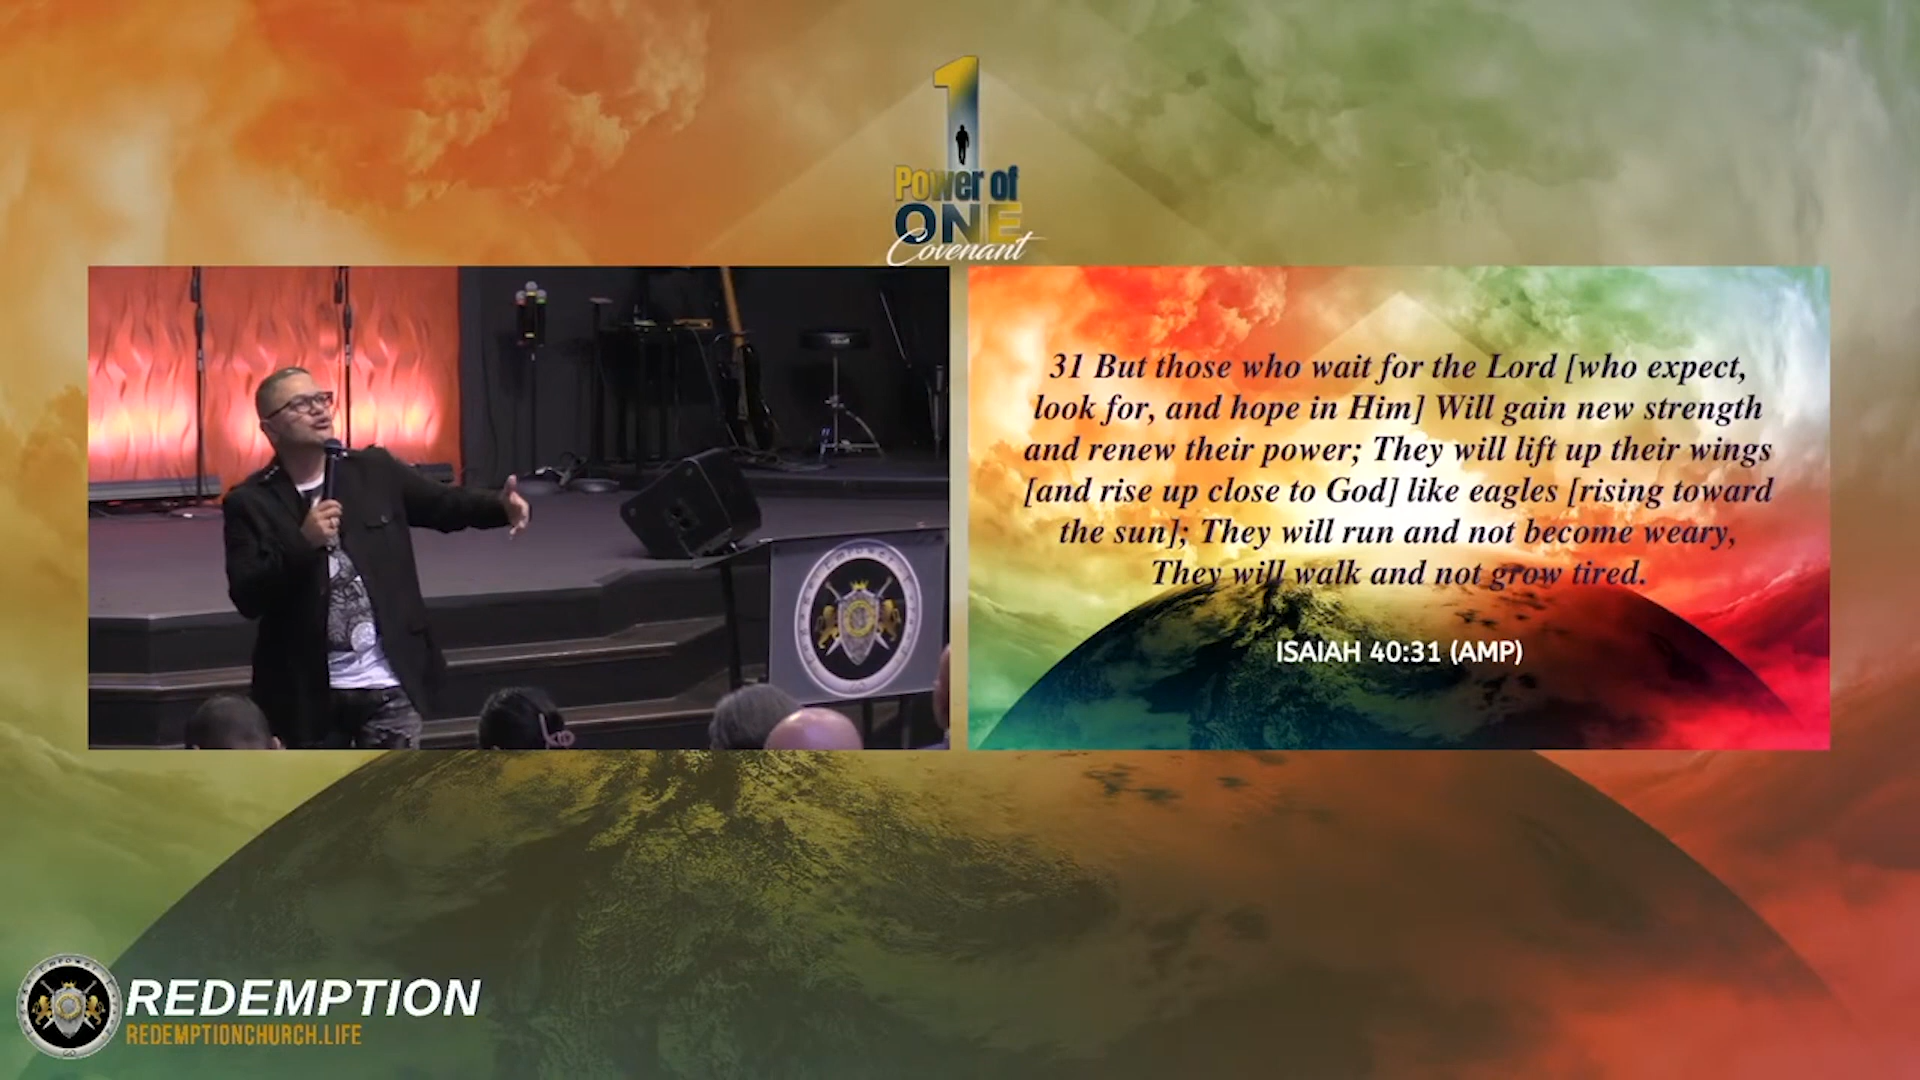 1
Power of
ONE
Covenant
31 But those who wait for the Lord [who expect,
look for, and hope in Him] Will gain new strength
and renew their power; They will lift up their wings
[and rise up close to God] like eagles [rising toward
the sun]; They will run and not become weary,
They will walk and not grow tired.
ISAIAH 40:31 (AMP)
EMPOWER
REDEMPTION
REDEMPTIONCHURCH.LIFE